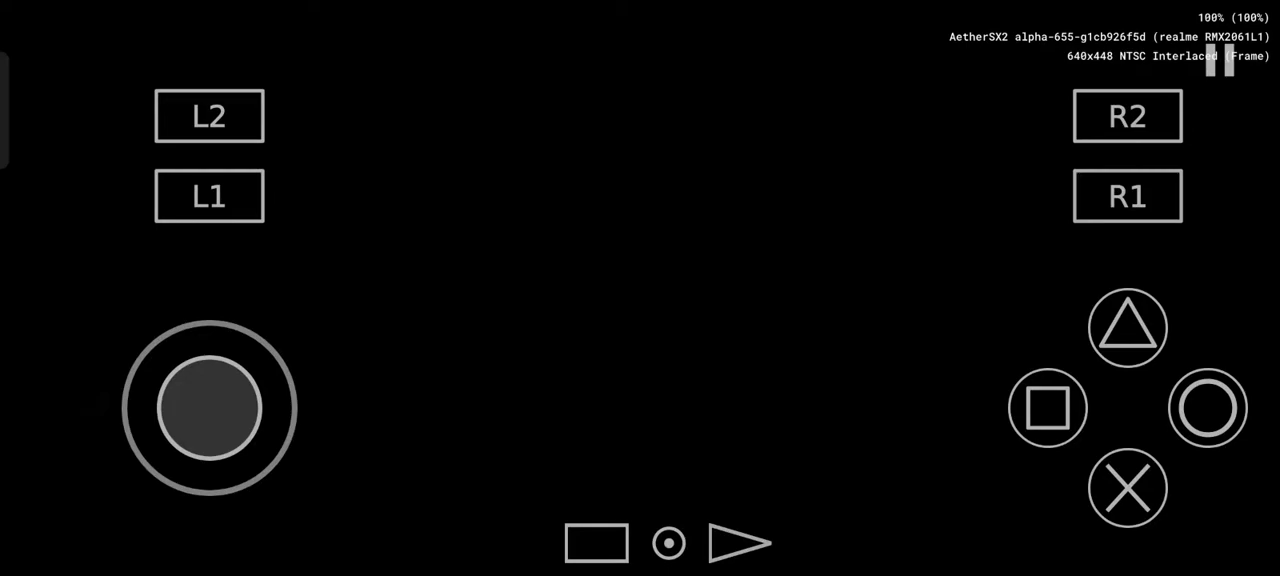 100% (100%)
AetherSX2 alpha-655-g1cb926f5d (realme RMX2061L1)
640x448 NTSC Interlaced (Frame)
L2
R2
L1
R1